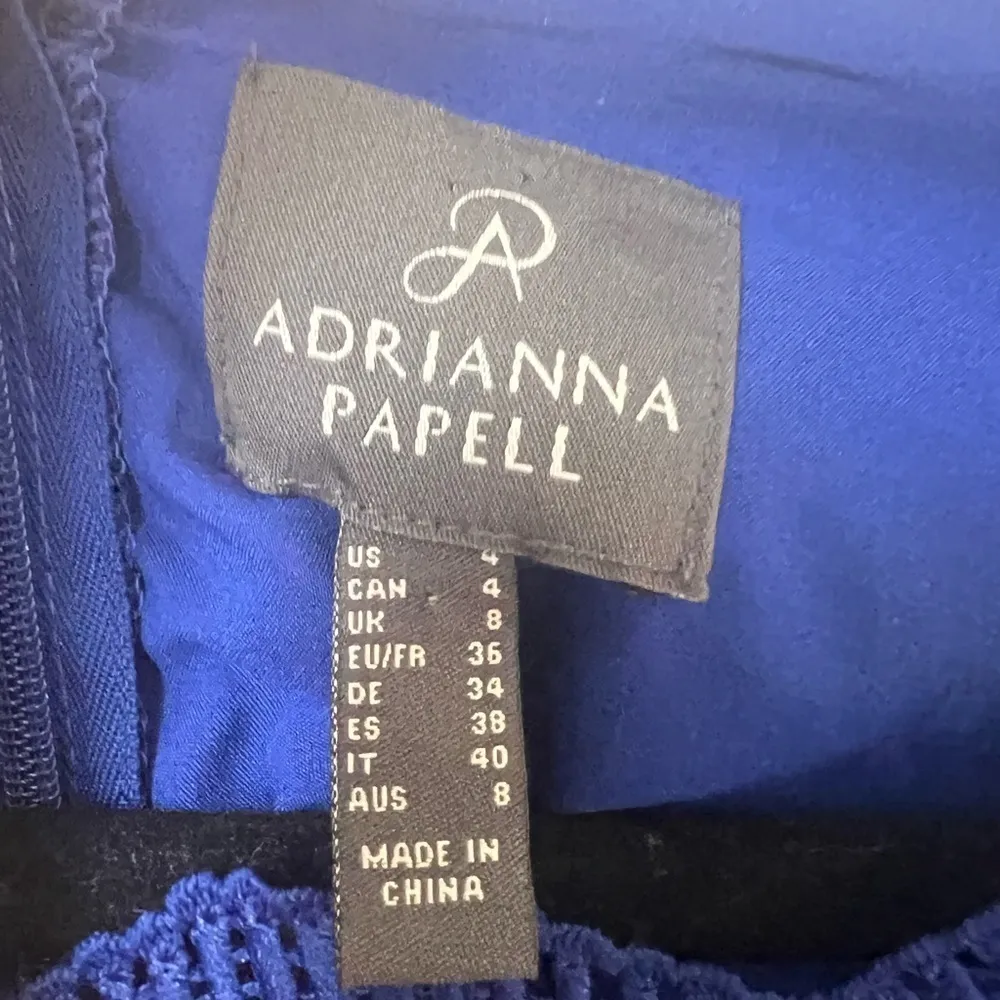 ADRIANNA
PAPELL
US 4
CAN 4
UK 8
EU/FR 36
DE 34
ES 38
IT 40
AUS 8
MADE IN
CHINA